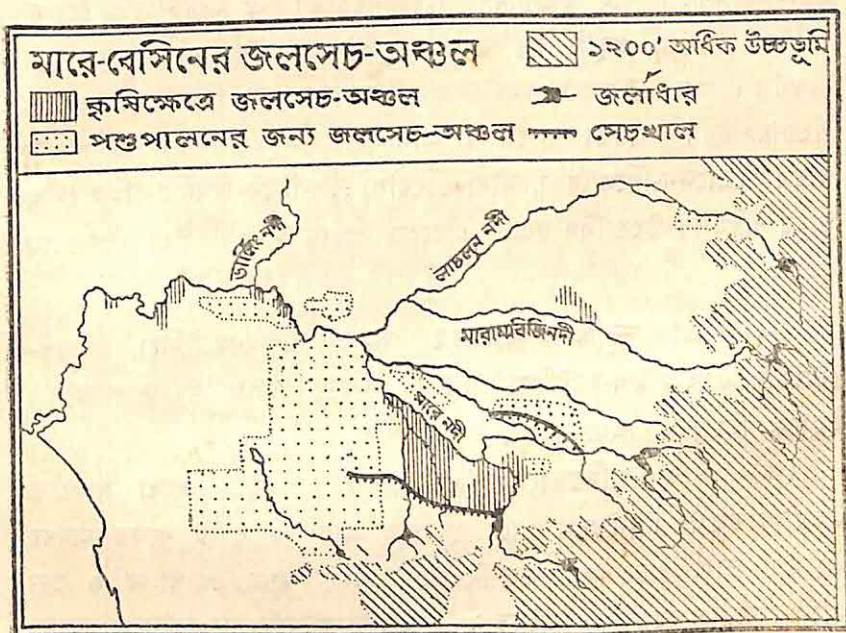 মারে-বেসিনের জলসেচ-অঞ্চল
১২০০' অধিক উচ্চভূমি
কৃষিক্ষেত্রে জলসেচ-অঞ্চল
জলাধার
পশুপালনের জন্য জলসেচ-অঞ্চল
সেচখাল
ডার্লিং নদী
লাচলন নদী
মারামবিজি নদী
মারে নদী